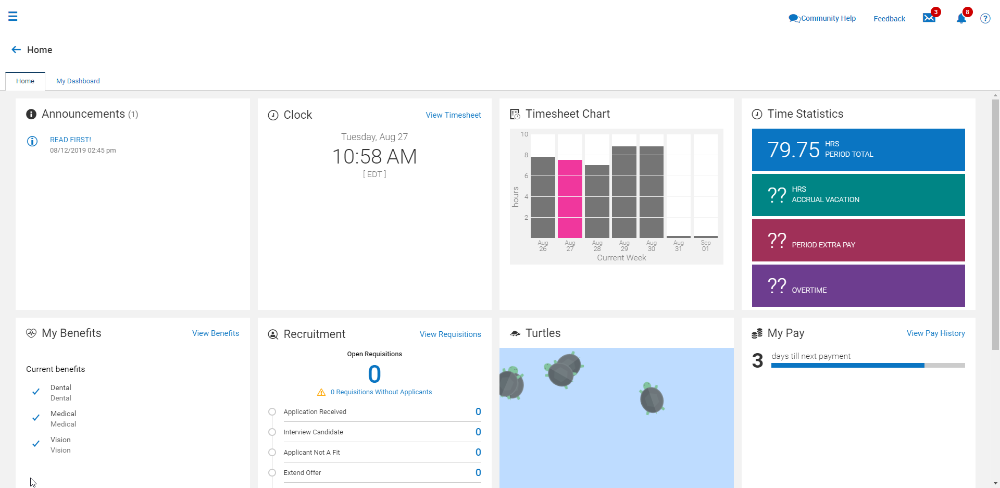 Community Help
Feedback
3
8
?
Home
Home
My Dashboard
Announcements (1)
READ FIRST!
08/12/2019 02:45 pm
Clock
View Timesheet
Tuesday, Aug 27
10:58 AM
[ EDT ]
Timesheet Chart
10
8
6
4
2
hours
Aug 26
Aug 27
Aug 28
Aug 29
Aug 30
Aug 31
Sep 01
Current Week
Time Statistics
79.75 HRS
PERIOD TOTAL
?? HRS
ACCRUAL VACATION
?? PERIOD EXTRA PAY
?? OVERTIME
My Benefits
View Benefits
Current benefits
Dental
Dental
Medical
Medical
Vision
Vision
Recruitment
View Requisitions
Open Requisitions
0
0 Requisitions Without Applicants
Application Received 0
Interview Candidate 0
Applicant Not A Fit 0
Extend Offer 0
Turtles
My Pay
View Pay History
3 days till next payment